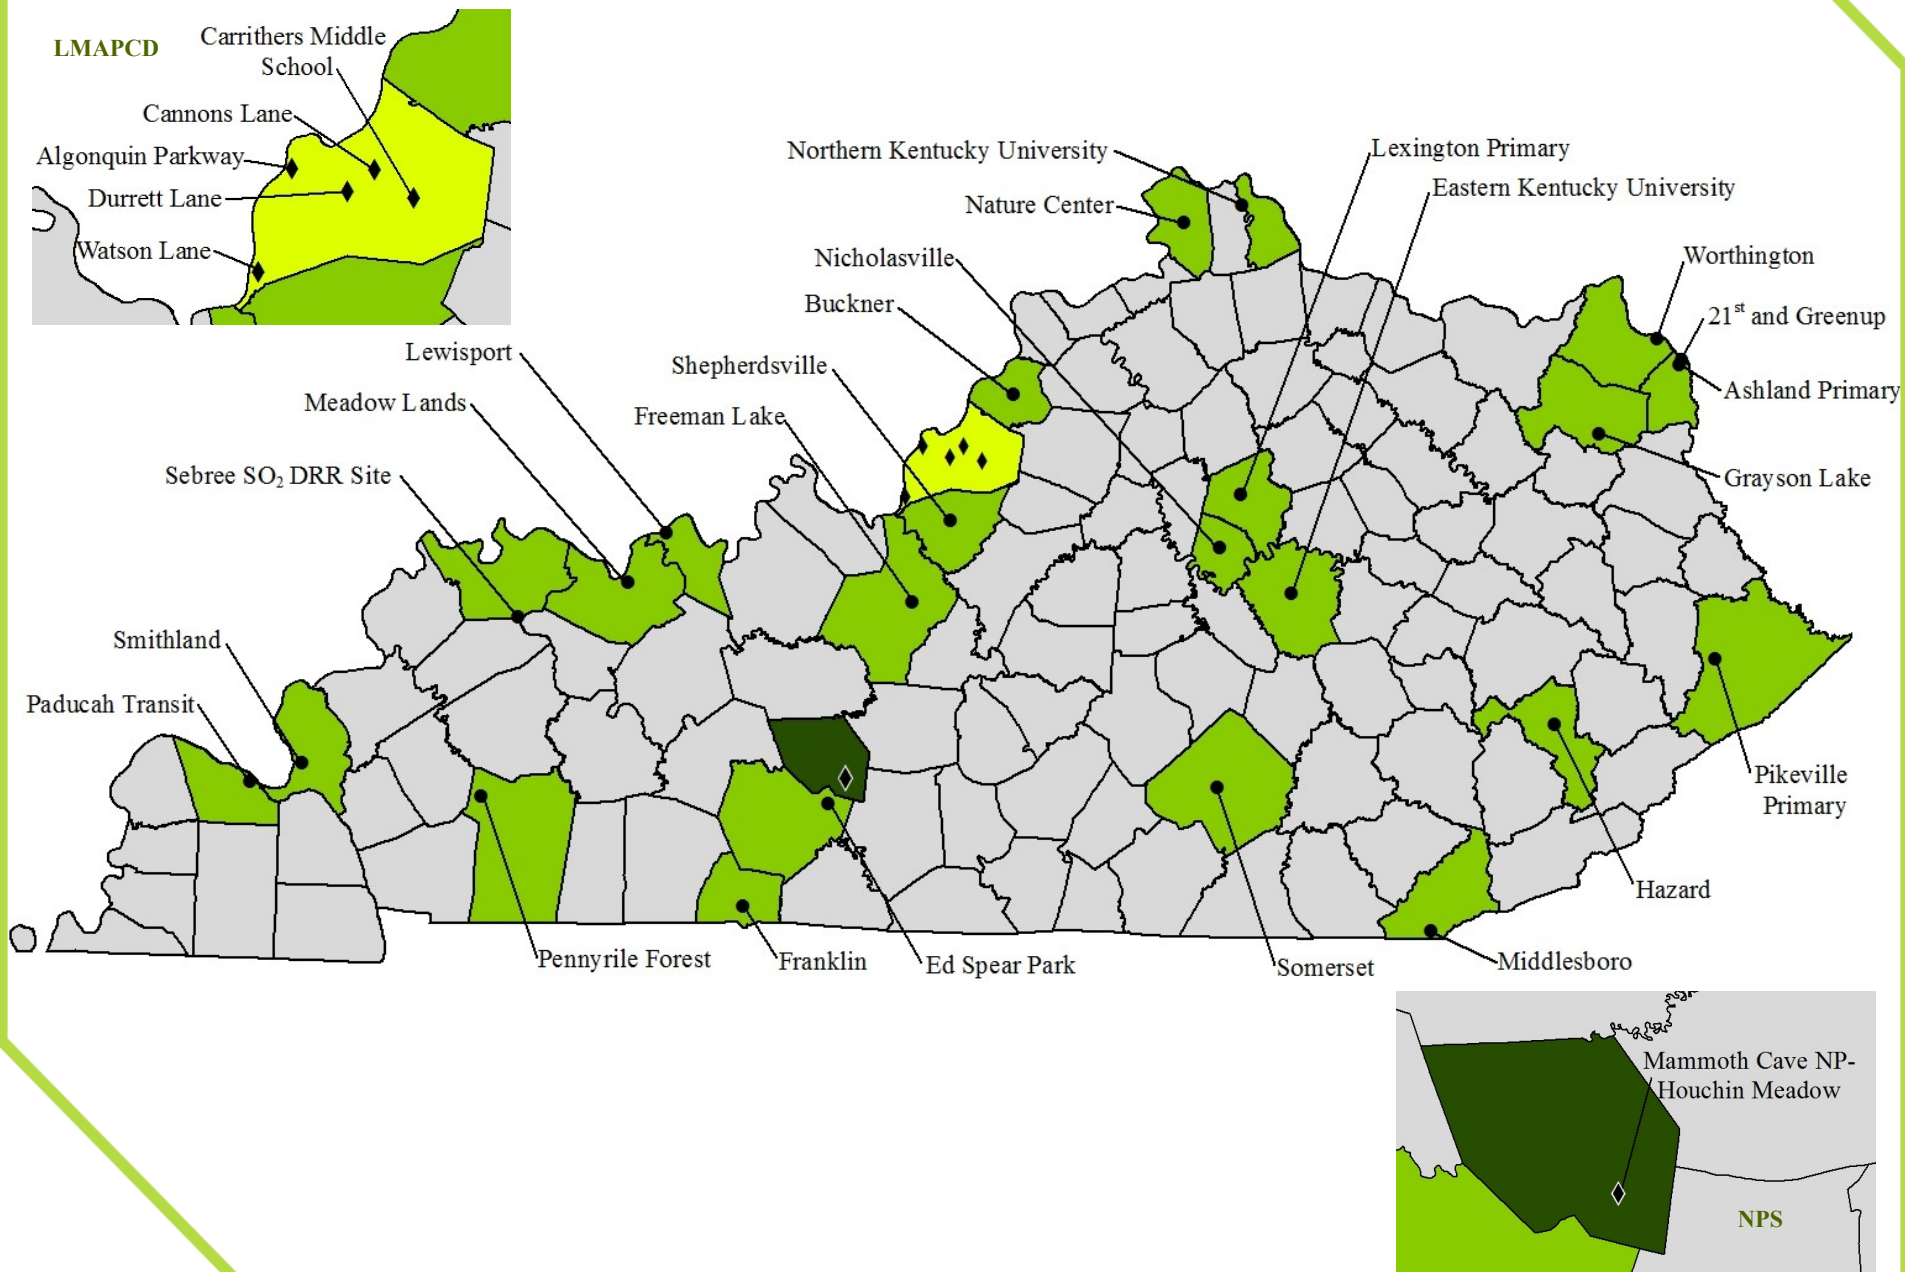 LMAPCD
Carrithers Middle
School
Cannons Lane
Algonquin Parkway
Durrett Lane
Watson Lane
Northern Kentucky University
Nature Center
Nicholasville
Buckner
Lexington Primary
Eastern Kentucky University
Worthington
21st and Greenup
Ashland Primary
Grayson Lake
Lewisport
Shepherdsville
Meadow Lands
Freeman Lake
Sebree SO₂ DRR Site
Smithland
Paducah Transit
Pikeville
Primary
Hazard
Pennyrile Forest
Franklin
Ed Spear Park
Somerset
Middlesboro
Mammoth Cave NP-
Houchin Meadow
NPS